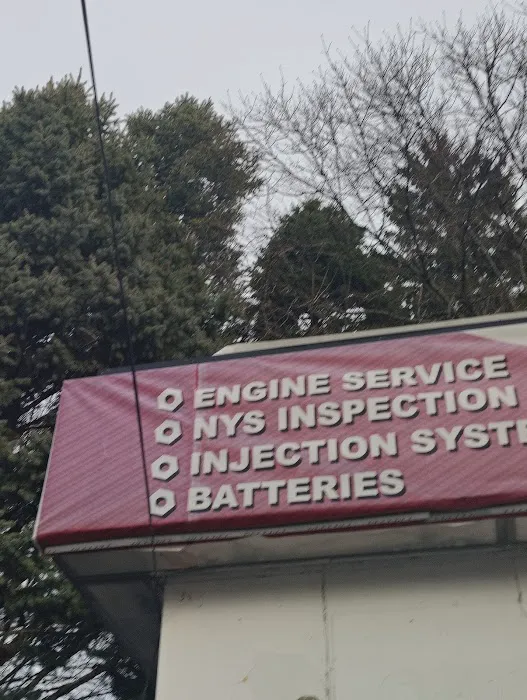 ENGINE SERVICE
NYS INSPECTION
INJECTION
BATTERIES